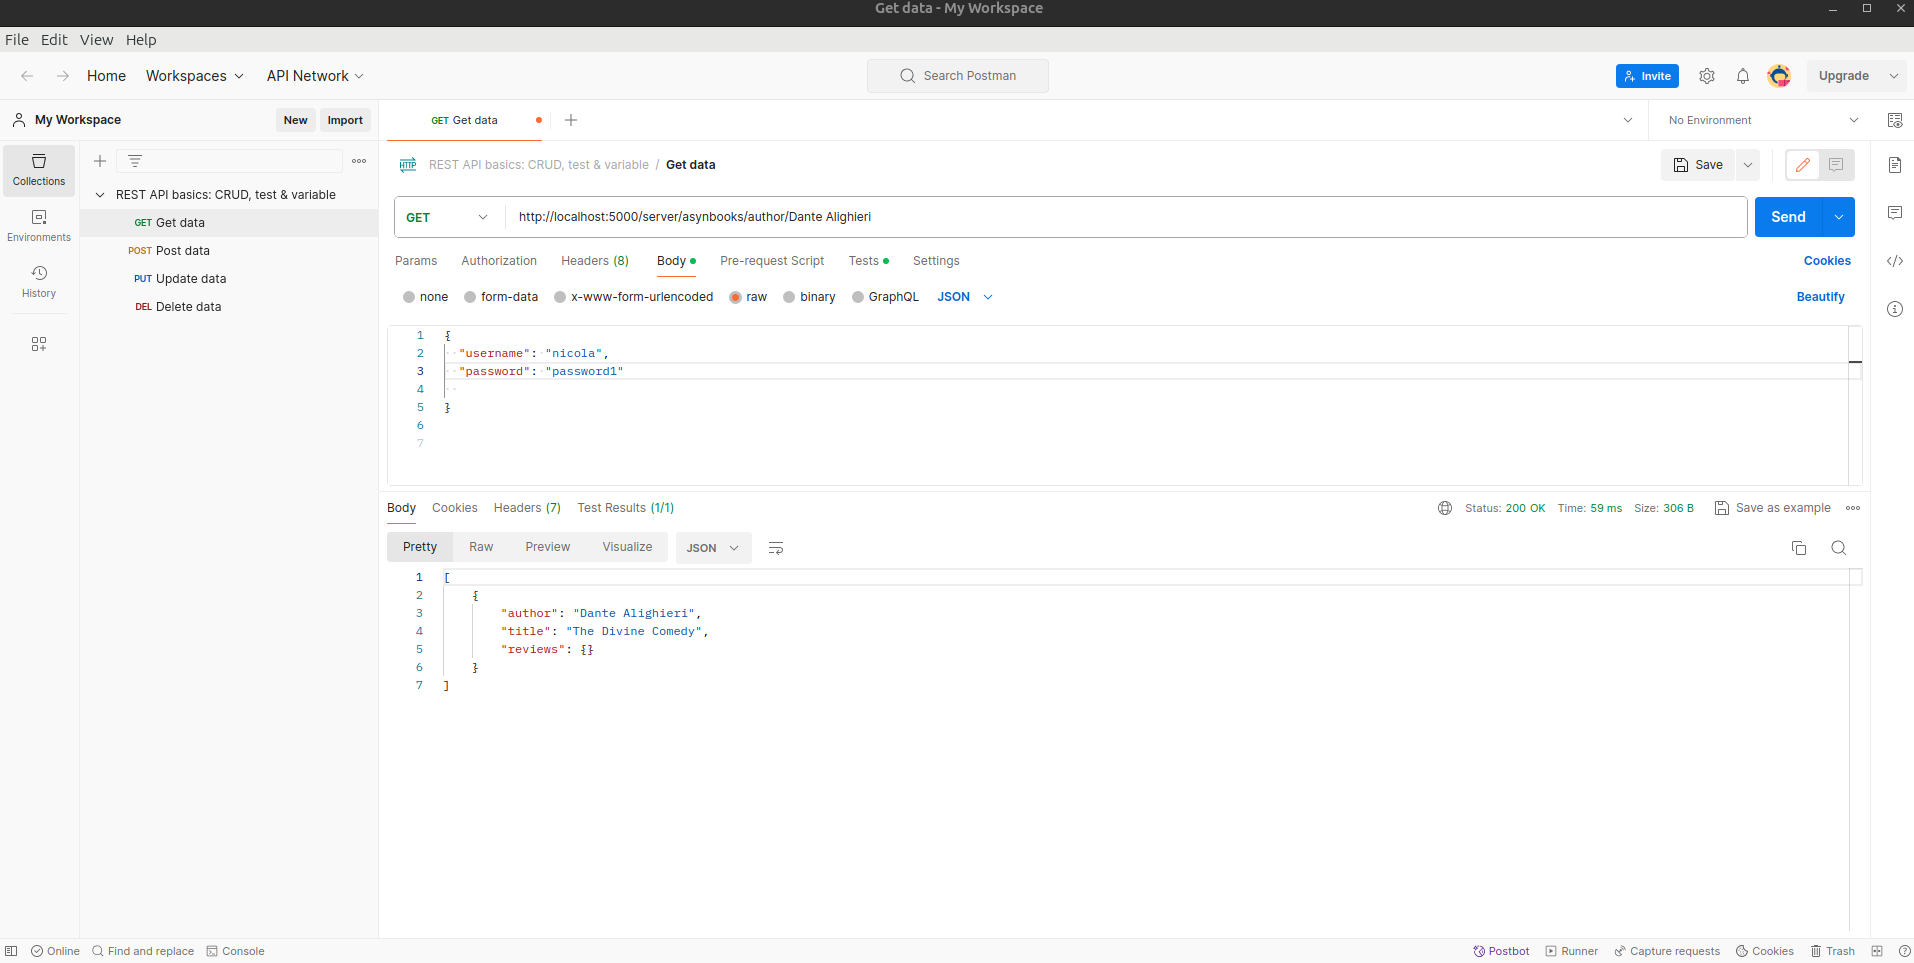 Get data - My Workspace
File Edit View Help
Home Workspaces API Network Search Postman Invite Upgrade
My Workspace New Import GET Get data No Environment
Collections
Environments
History
REST API basics: CRUD, test & variable
GET Get data
POST Post data
PUT Update data
DEL Delete data
HTTP REST API basics: CRUD, test & variable / Get data Save
GET http://localhost:5000/server/asynbooks/author/Dante Alighieri Send
Params Authorization Headers (8) Body Pre-request Script Tests Settings Cookies
none form-data x-www-form-urlencoded raw binary GraphQL JSON Beautify
1 {
2 "username": "nicola",
3 "password": "password1"
4
5 }
6
7
Body Cookies Headers (7) Test Results (1/1) Status: 200 OK Time: 59 ms Size: 306 B Save as example
Pretty Raw Preview Visualize JSON
1 [
2 {
3 "author": "Dante Alighieri",
4 "title": "The Divine Comedy",
5 "reviews": {}
6 }
7 ]
Online Find and replace Console Postbot Runner Capture requests Cookies Trash